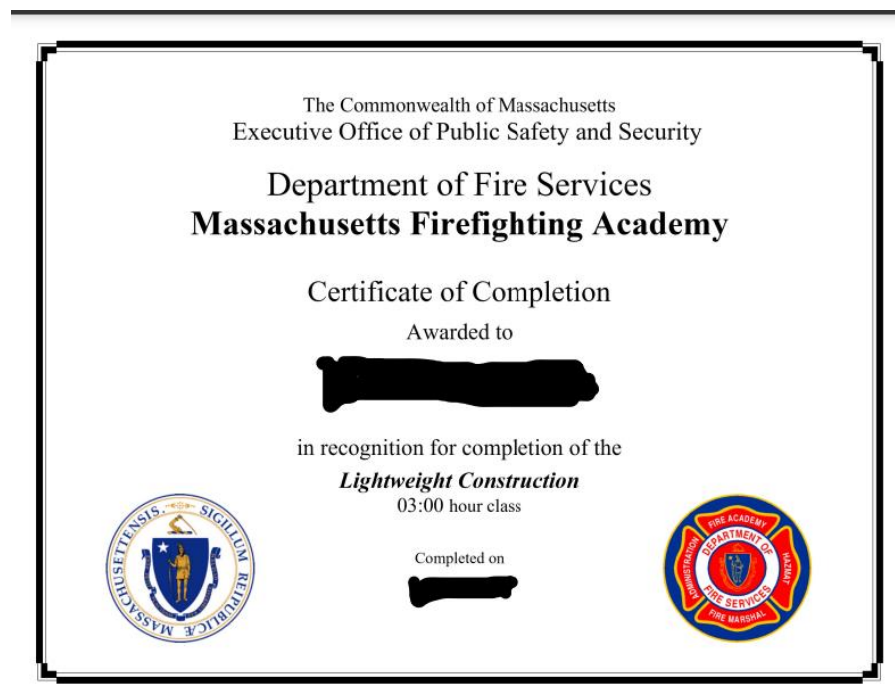 The Commonwealth of Massachusetts
Executive Office of Public Safety and Security
Department of Fire Services
Massachusetts Firefighting Academy
Certificate of Completion
Awarded to
in recognition for completion of the
Lightweight Construction
03:00 hour class
Completed on
SIGILLUM REIPUBLICÆ MASSACHUSETTENSIS.
FIRE ACADEMY
HAZMAT
FIRE MARSHAL
ADMINISTRATION
DEPARTMENT OF
FIRE SERVICES